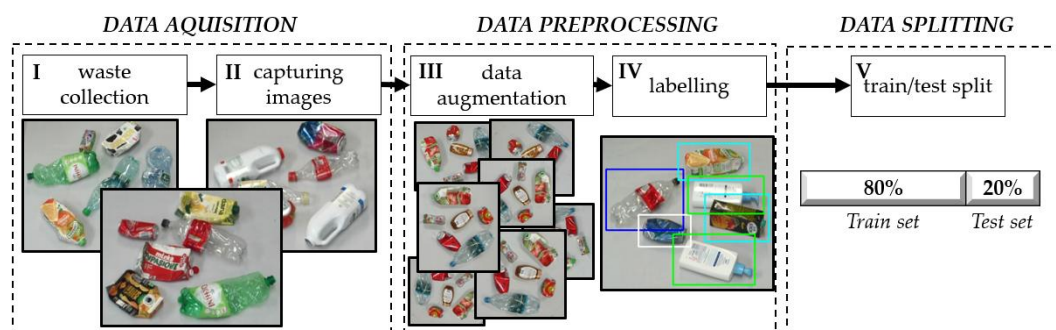 DATA AQUISITION
DATA PREPROCESSING
DATA SPLITTING
I waste
collection
II capturing
images
III data
augmentation
IV
labelling
V
train/test split
80%
20%
Train set
Test set